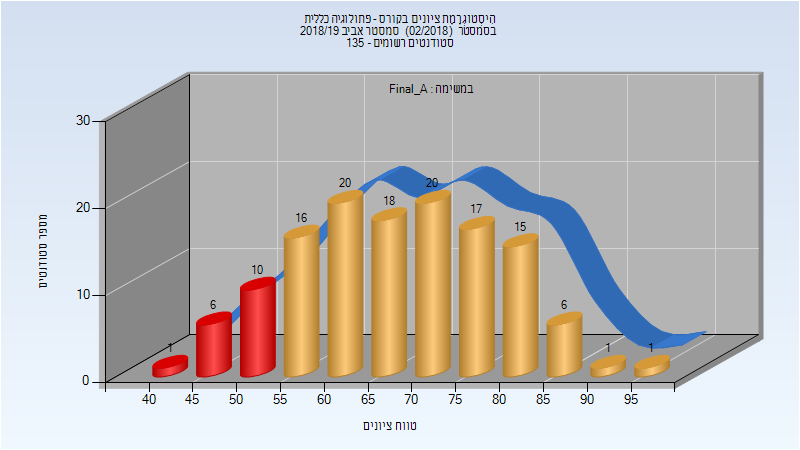 היסטוגרמת ציונים בקורס - פתולוגיה כללית
בסמסטר (02/2018) סמסטר אביב 2018/19
סטודנטים רשומים - 135
במשימה : Final_A
מספר סטודנטים
30
20
10
0
1
6
10
16
20
18
20
17
15
6
1
1
40 45 50 55 60 65 70 75 80 85 90 95
טווח ציונים